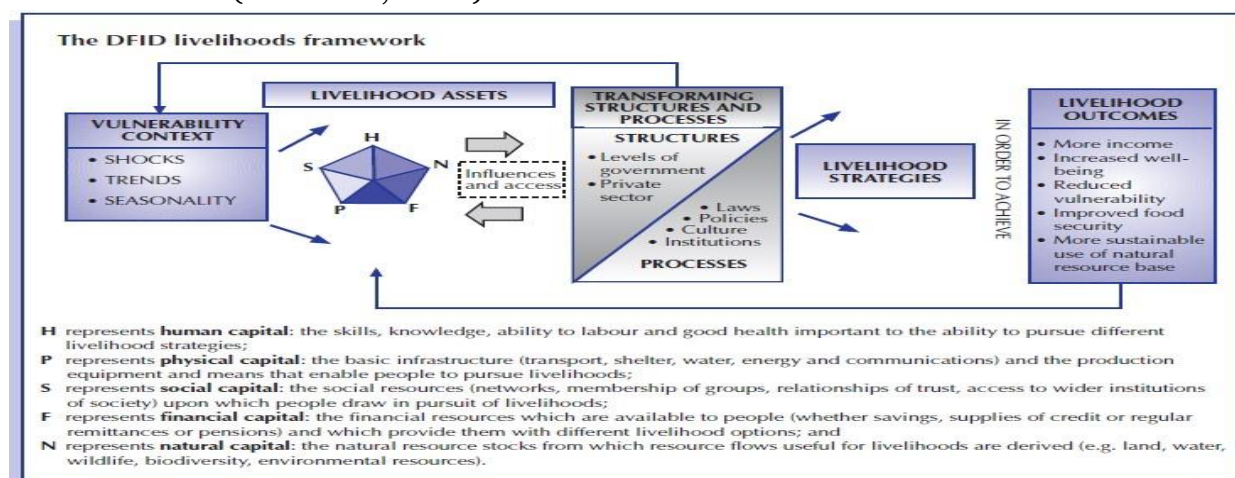 The DFID livelihoods framework
LIVELIHOOD ASSETS
VULNERABILITY
CONTEXT
• SHOCKS
• TRENDS
• SEASONALITY
H
S
N
P
F
Influences
and access
TRANSFORMING
STRUCTURES AND
PROCESSES
STRUCTURES
• Levels of
government
• Private
sector
• Laws
• Policies
• Culture
• Institutions
PROCESSES
LIVELIHOOD
STRATEGIES
IN ORDER TO ACHIEVE
LIVELIHOOD
OUTCOMES
• More income
• Increased well-
being
• Reduced
vulnerability
• Improved food
security
• More sustainable
use of natural
resource base
H represents human capital: the skills, knowledge, ability to labour and good health important to the ability to pursue different
livelihood strategies;
P represents physical capital: the basic infrastructure (transport, shelter, water, energy and communications) and the production
equipment and means that enable people to pursue livelihoods;
S represents social capital: the social resources (networks, membership of groups, relationships of trust, access to wider institutions
of society) upon which people draw in pursuit of livelihoods;
F represents financial capital: the financial resources which are available to people (whether savings, supplies of credit or regular
remittances or pensions) and which provide them with different livelihood options; and
N represents natural capital: the natural resource stocks from which resource flows useful for livelihoods are derived (e.g. land, water,
wildlife, biodiversity, environmental resources).